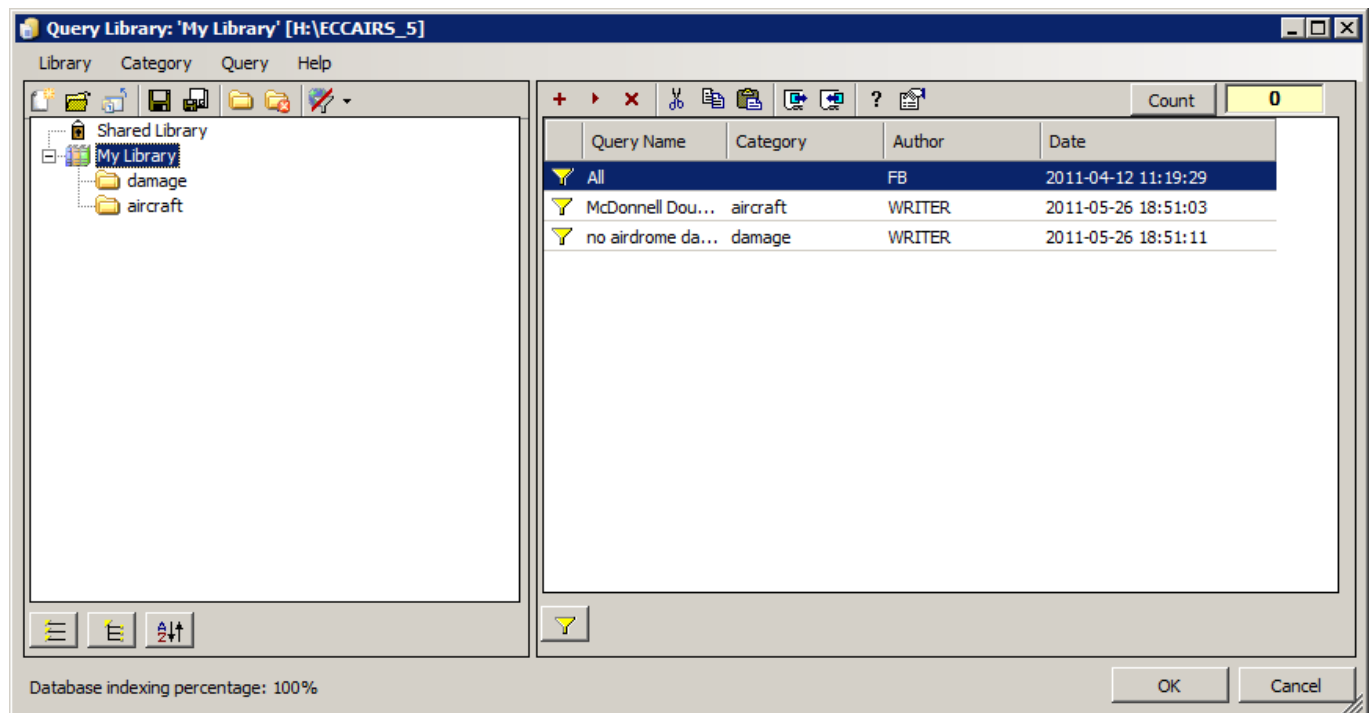 Query Library: 'My Library' [H:\ECCAIRS_5]
Library Category Query Help
Count 0
Shared Library
My Library
damage
aircraft
Query Name Category Author Date
All FB 2011-04-12 11:19:29
McDonnell Dou... aircraft WRITER 2011-05-26 18:51:03
no airdrome da... damage WRITER 2011-05-26 18:51:11
Database indexing percentage: 100%
OK Cancel